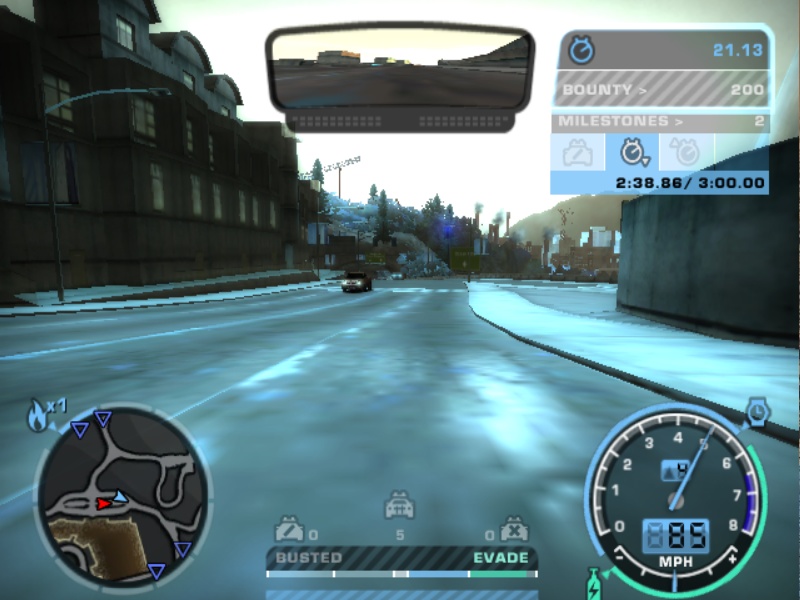 21.13
BOUNTY > 200
MILESTONES > 2
2:38.86/ 3:00.00
x1
0 5 0
BUSTED EVADE
0 1 2 3 4 5 6 7 8
4
85
MPH
- +